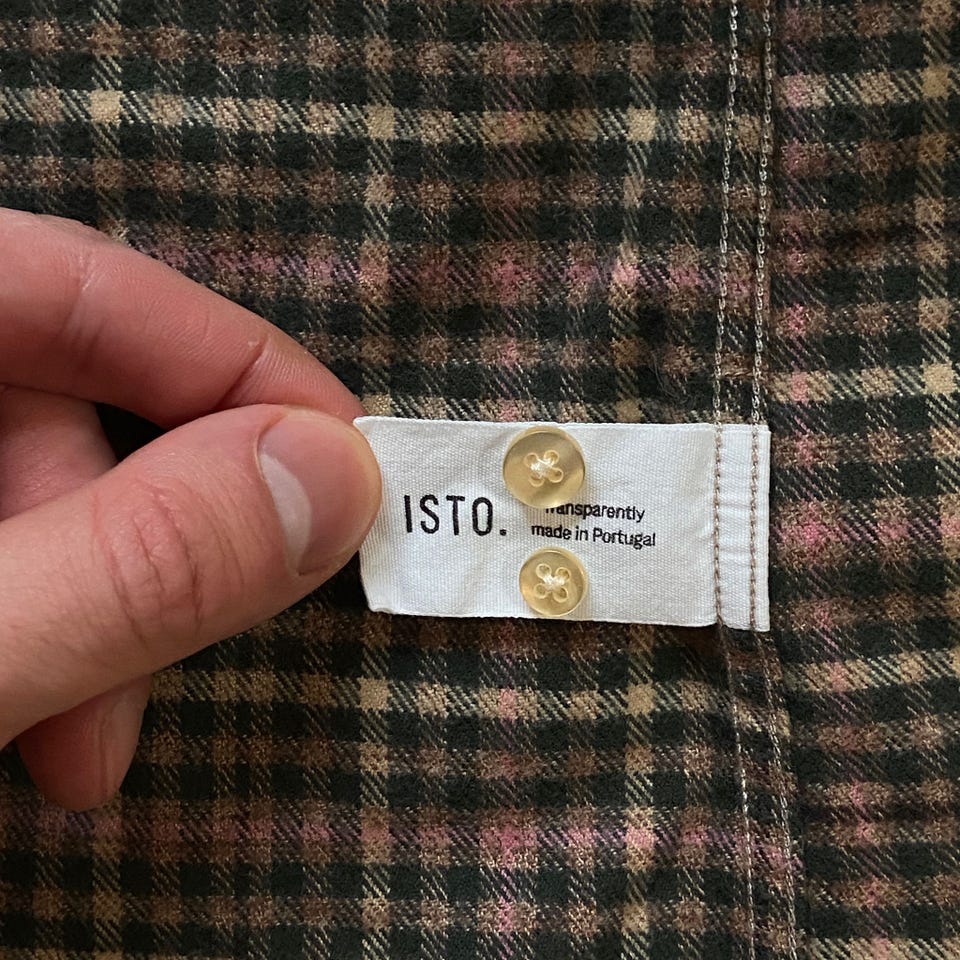 ISTO.
Transparently
made in Portugal